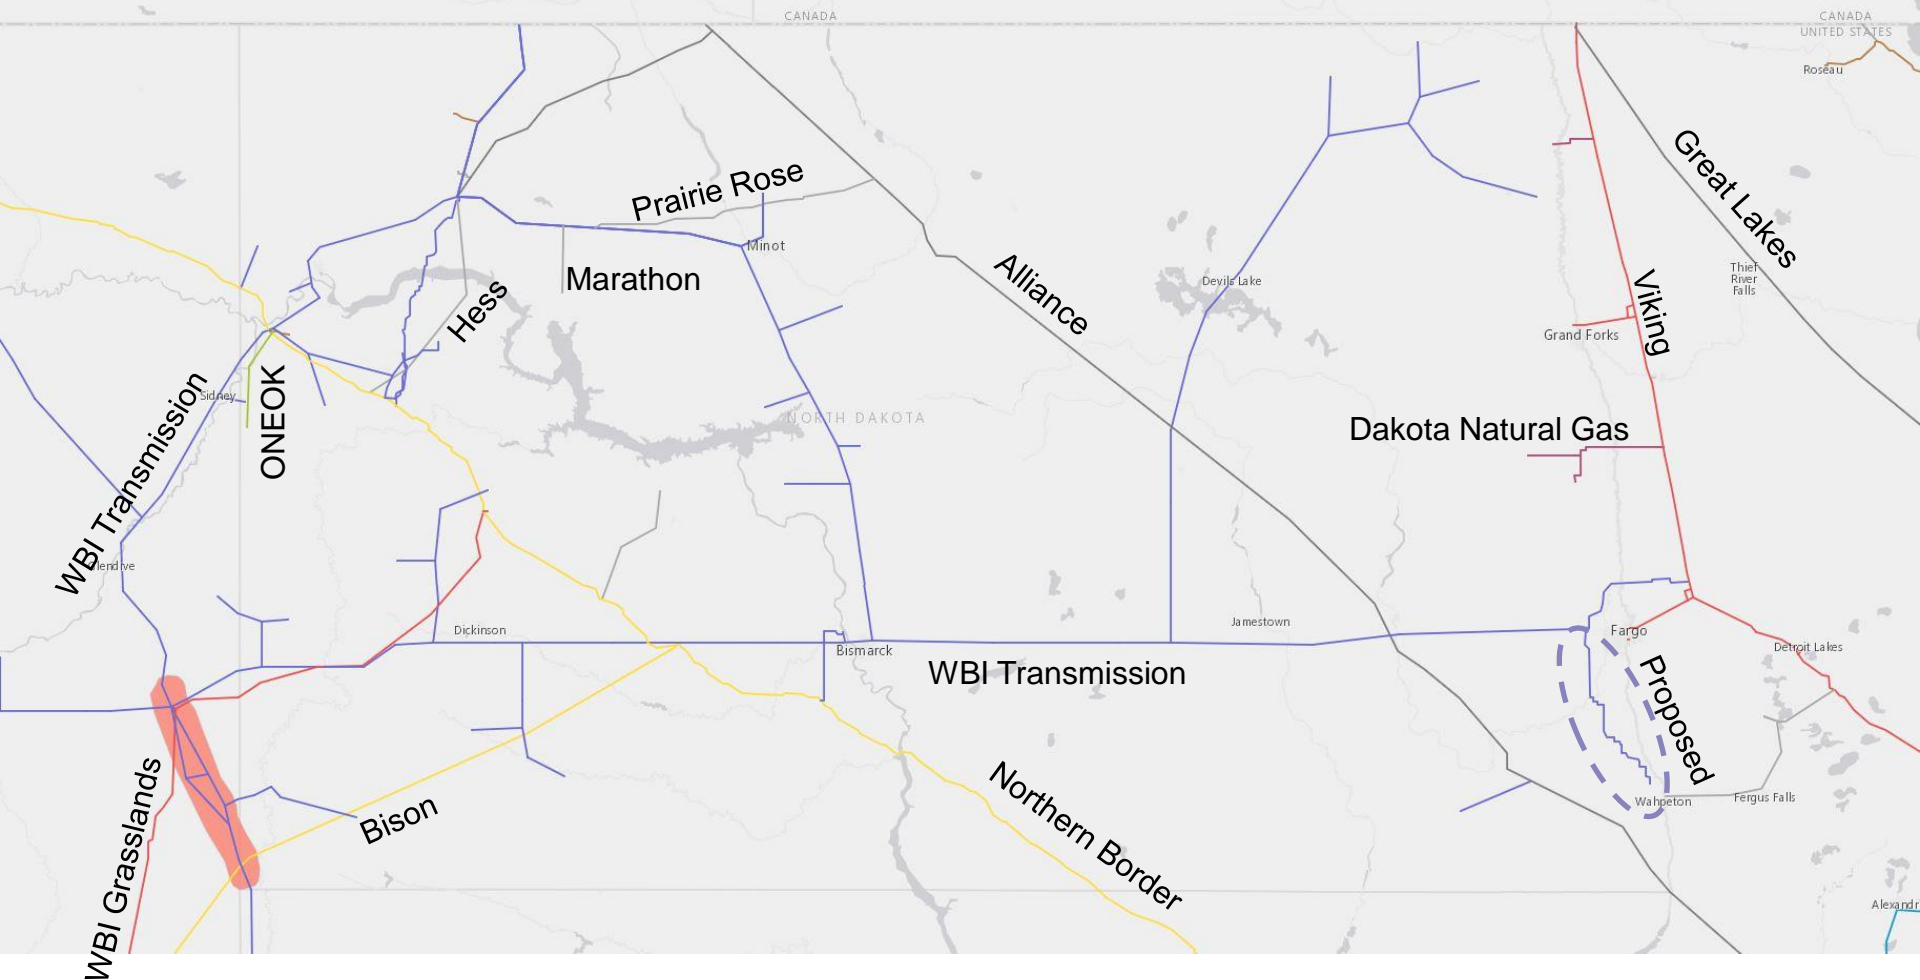 CANADA
CANADA
UNITED STATES
Roseau
Great Lakes
Prairie Rose
Minot
Marathon
Hess
Alliance
Devils Lake
Thief
River
Falls
Viking
Grand Forks
WBI Transmission
Sidney
ONEOK
NORTH DAKOTA
Dakota Natural Gas
Glendive
Dickinson
Bismarck
Jamestown
Fargo
Detroit Lakes
WBI Transmission
Proposed
WBI Grasslands
Bison
Northern Border
Wahpeton
Fergus Falls
Alexandr